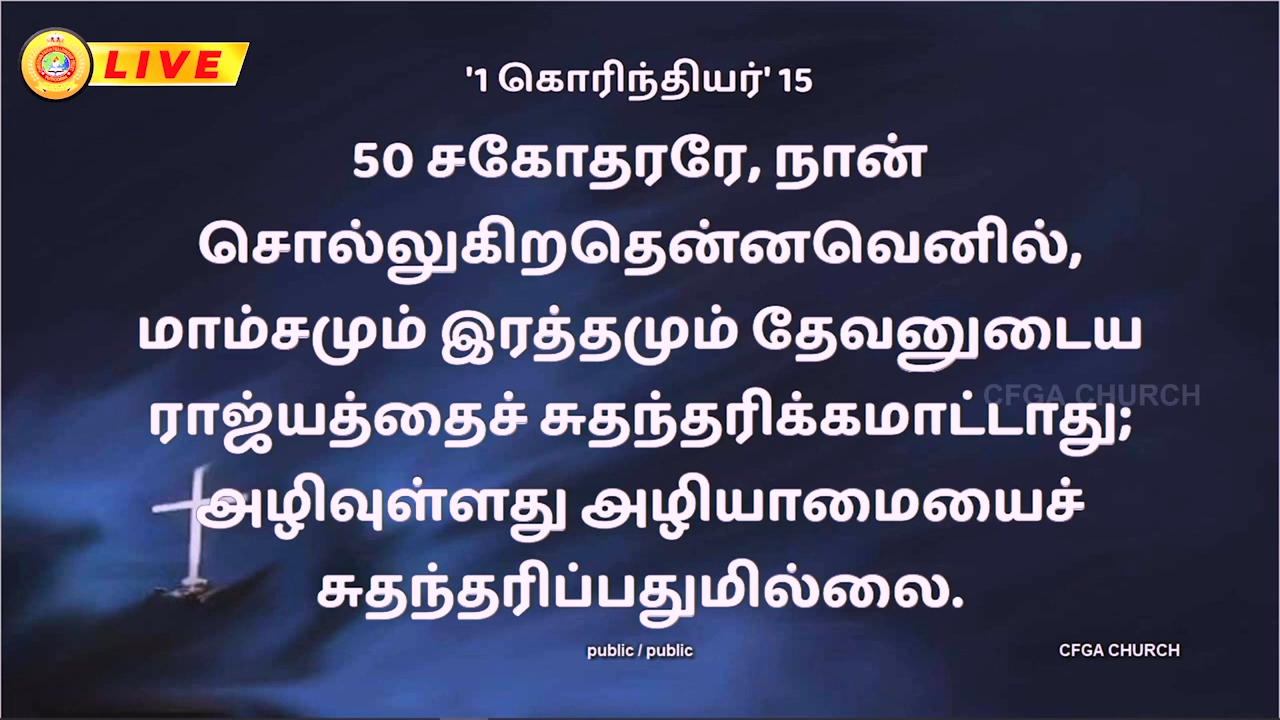 LIVE
'1 கொரிந்தியர்' 15
50 சகோதரரே, நான்
சொல்லுகிறதென்னவெனில்,
மாம்சமும் இரத்தமும் தேவனுடைய
ராஜ்யத்தைச் சுதந்தரிக்கமாட்டாது;
CFGA CHURCH
அழிவுள்ளது அழியாமையைச்
சுதந்தரிப்பதுமில்லை.
public / public
CFGA CHURCH